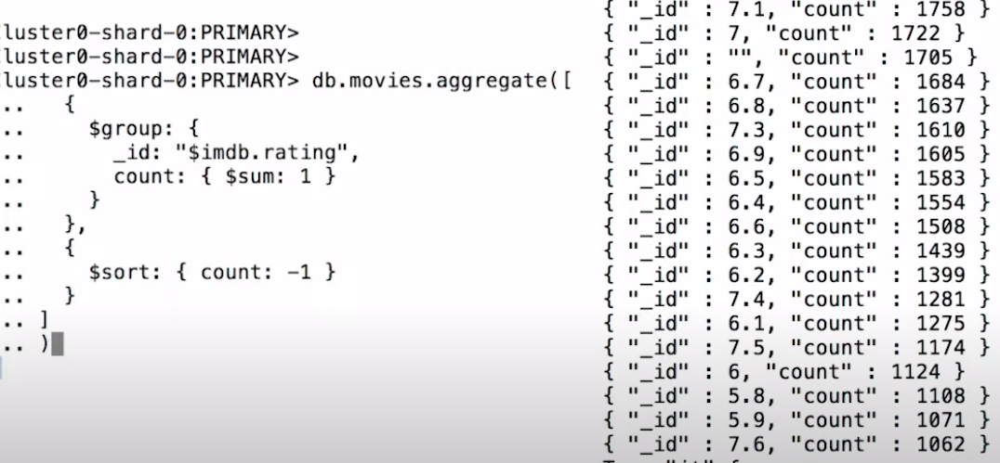 luster0-shard-0:PRIMARY>
luster0-shard-0:PRIMARY>
luster0-shard-0:PRIMARY> db.movies.aggregate([
.. {
.. $group: {
.. _id: "$imdb.rating",
.. count: { $sum: 1 }
.. }
.. },
.. {
.. $sort: { count: -1 }
.. }
.. ]
.. )
{ "_id" : 7.1, "count" : 1758 }
{ "_id" : 7, "count" : 1722 }
{ "_id" : "", "count" : 1705 }
{ "_id" : 6.7, "count" : 1684 }
{ "_id" : 6.8, "count" : 1637 }
{ "_id" : 7.3, "count" : 1610 }
{ "_id" : 6.9, "count" : 1605 }
{ "_id" : 6.5, "count" : 1583 }
{ "_id" : 6.4, "count" : 1554 }
{ "_id" : 6.6, "count" : 1508 }
{ "_id" : 6.3, "count" : 1439 }
{ "_id" : 6.2, "count" : 1399 }
{ "_id" : 7.4, "count" : 1281 }
{ "_id" : 6.1, "count" : 1275 }
{ "_id" : 7.5, "count" : 1174 }
{ "_id" : 6, "count" : 1124 }
{ "_id" : 5.8, "count" : 1108 }
{ "_id" : 5.9, "count" : 1071 }
{ "_id" : 7.6, "count" : 1062 }